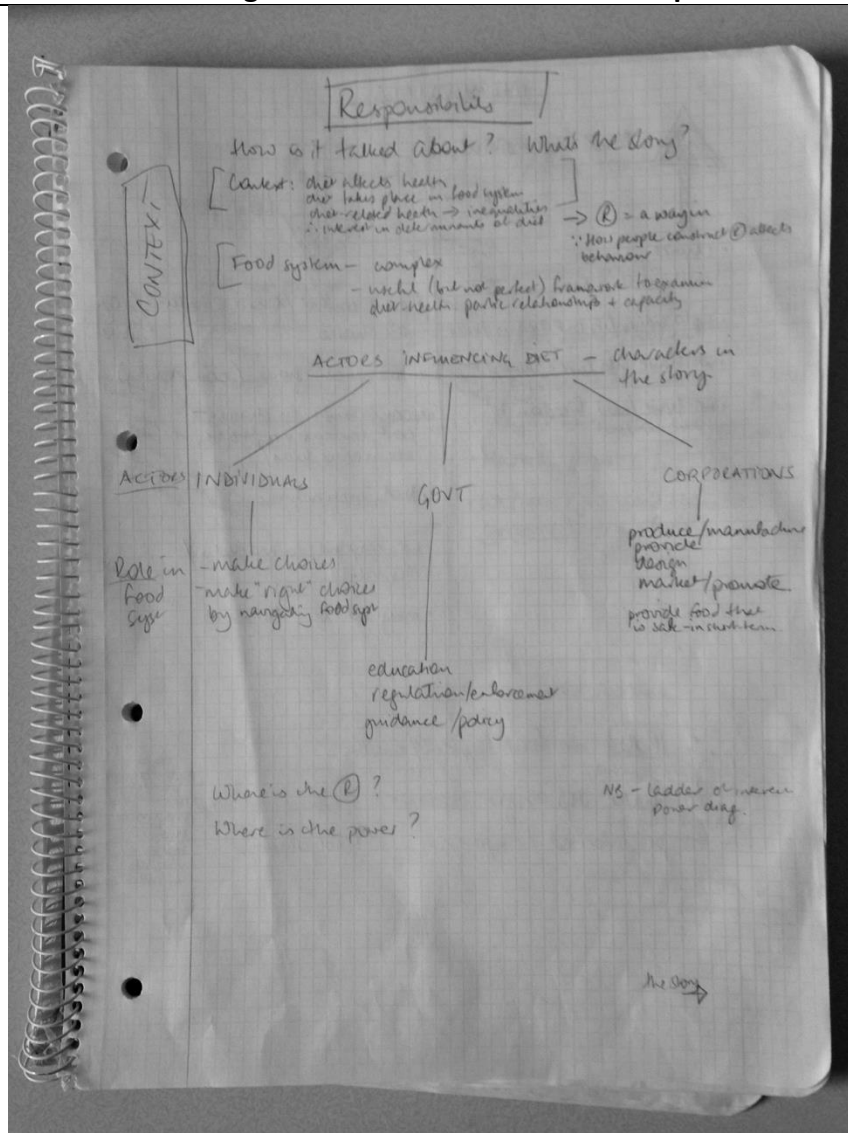 Responsibilities
How is it talked about? What's the story?
CONTEXT
Context: diet affects health
diet takes place in food system
diet-related health → inequalities
∴ interest in determinants of diet
→ Ⓡ = a way in
∵ How people construct Ⓡ affects
behaviour
Food system - complex
- useful (but not perfect) framework to examine
diet-health partic relationships + capacity
ACTORS INFLUENCING DIET - characters in
the story.
ACTORS INDIVIDUALS
GOVT
CORPORATIONS
Role in
food
syst
- make choices
- make "right" choices
by navigating food syst
produce/manufacture
provide
design
market/promote.
provide food that
is safe - in short term.
education
regulation/enforcement
guidance/policy
Where is the Ⓡ?
Where is the power?
NB - ladder of
power diag.
the story →